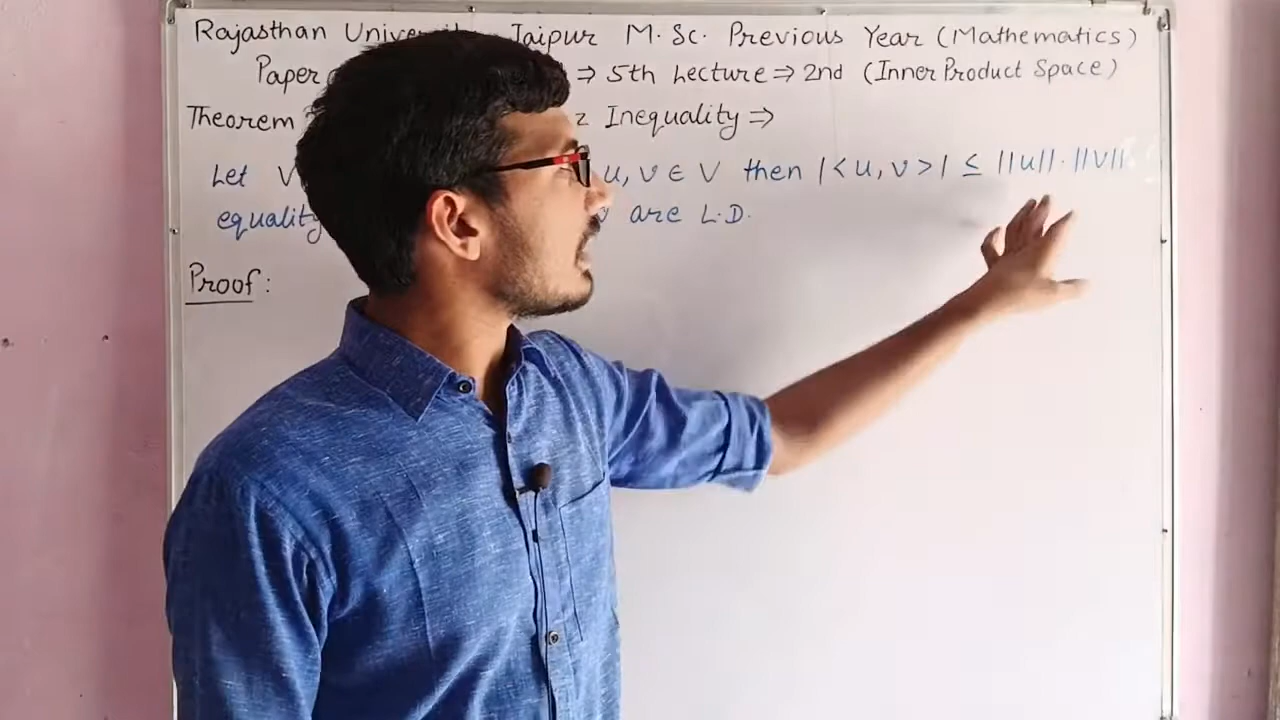 Rajasthan Jaipur M.Sc. Previous Year (Mathematics)
Paper ⇒ 5th Lecture ⇒ 2nd (Inner Product Space)
Theorem z Inequality ⇒
Let V u, v ∈ V then |<u, v>| ≤ ||u||·||v||
equality v are L.D.
Proof: